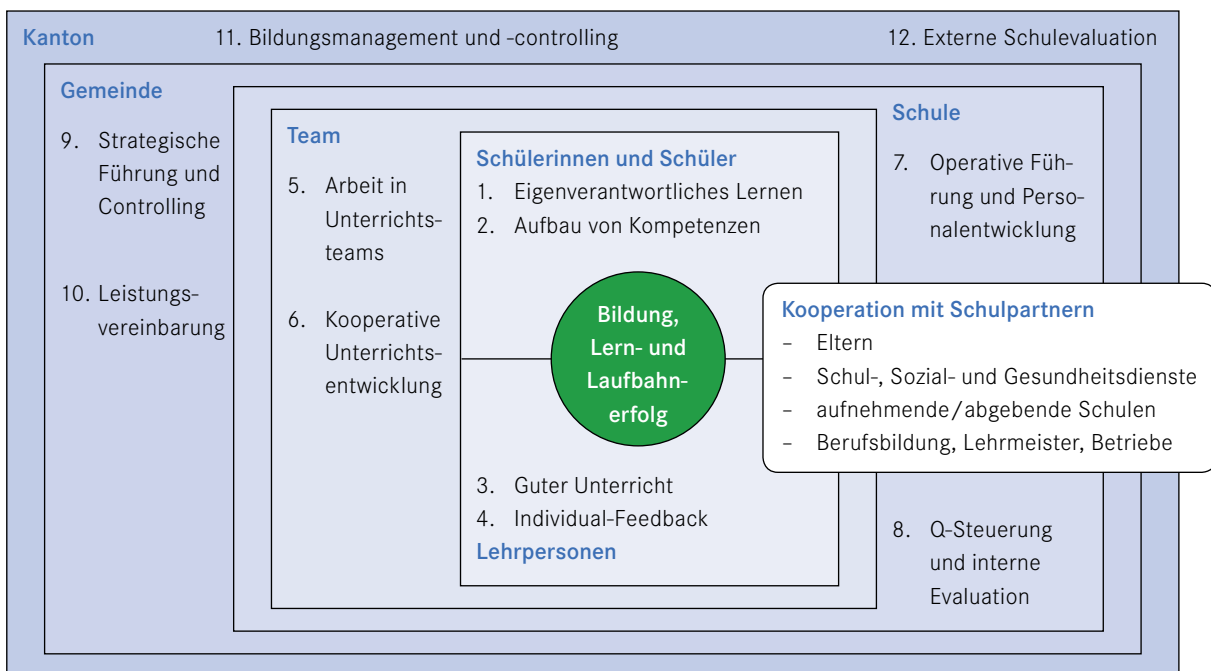 Kanton
11. Bildungsmanagement und -controlling
12. Externe Schulevaluation
Gemeinde
9. Strategische
Führung und
Controlling
10. Leistungs-
vereinbarung
Team
5. Arbeit in
Unterrichts-
teams
6. Kooperative
Unterrichts-
entwicklung
Schülerinnen und Schüler
1. Eigenverantwortliches Lernen
2. Aufbau von Kompetenzen
Bildung,
Lern- und
Laufbahn-
erfolg
3. Guter Unterricht
4. Individual-Feedback
Lehrpersonen
Schule
7. Operative Füh-
rung und Perso-
nalentwicklung
Kooperation mit Schulpartnern
– Eltern
– Schul-, Sozial- und Gesundheitsdienste
– aufnehmende/abgebende Schulen
– Berufsbildung, Lehrmeister, Betriebe
8. Q-Steuerung
und interne
Evaluation